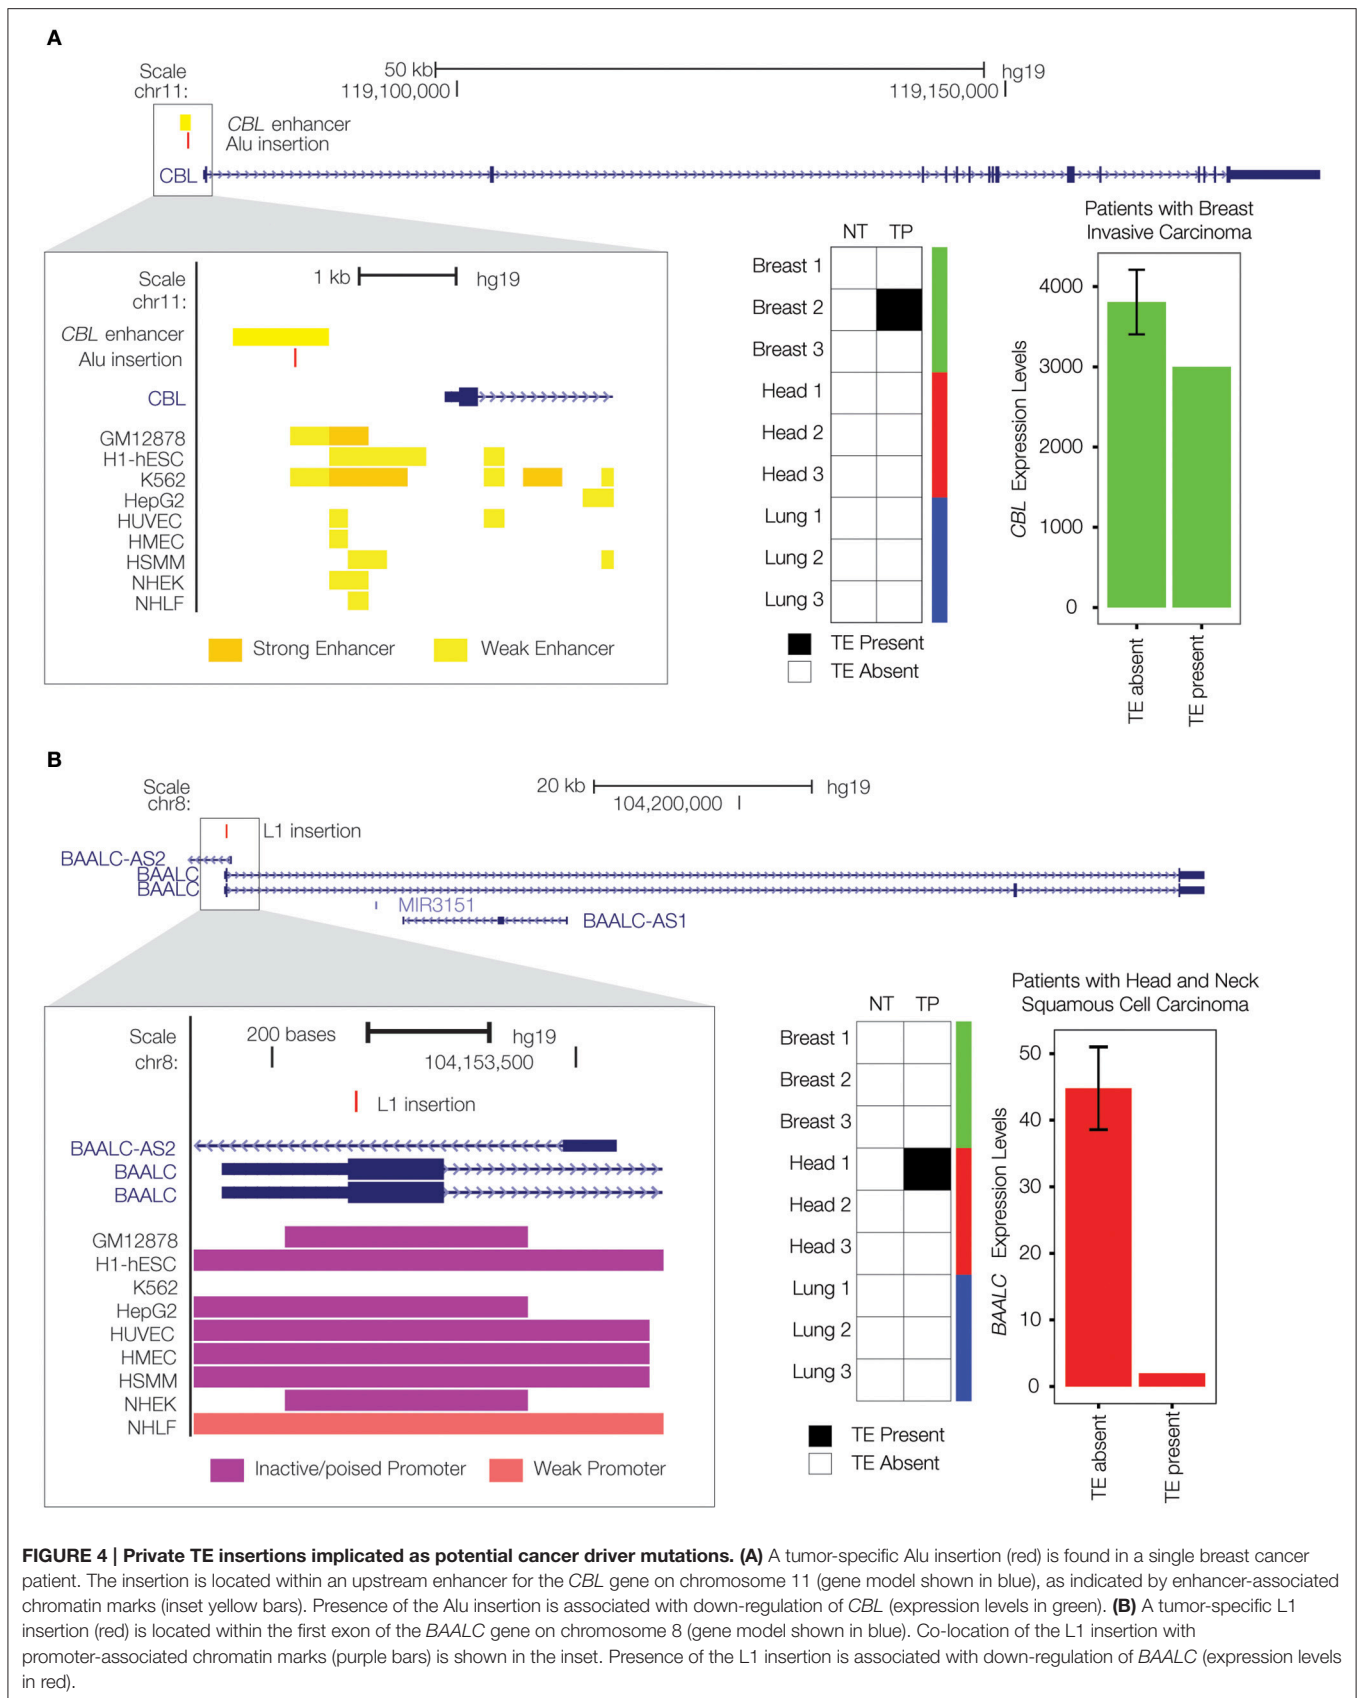 A
Scale
50 kb
hg19
chr11:
119,100,000
119,150,000
CBL enhancer
Alu insertion
CBL
Scale
1 kb
hg19
chr11:
CBL enhancer
Alu insertion
CBL
GM12878
H1-hESC
K562
HepG2
HUVEC
HMEC
HSMM
NHEK
NHLF
Strong Enhancer
Weak Enhancer
NT TP
Breast 1
Breast 2
Breast 3
Head 1
Head 2
Head 3
Lung 1
Lung 2
Lung 3
TE Present
TE Absent
Patients with Breast
Invasive Carcinoma
CBL Expression Levels
4000
3000
2000
1000
0
TE absent
TE present
B
Scale
20 kb
hg19
chr8:
104,200,000
L1 insertion
BAALC-AS2
BAALC
BAALC
MIR3151
BAALC-AS1
Scale
200 bases
hg19
chr8:
104,153,500
L1 insertion
BAALC-AS2
BAALC
BAALC
GM12878
H1-hESC
K562
HepG2
HUVEC
HMEC
HSMM
NHEK
NHLF
Inactive/poised Promoter
Weak Promoter
NT TP
Breast 1
Breast 2
Breast 3
Head 1
Head 2
Head 3
Lung 1
Lung 2
Lung 3
TE Present
TE Absent
Patients with Head and Neck
Squamous Cell Carcinoma
BAALC Expression Levels
50
40
30
20
10
0
TE absent
TE present
FIGURE 4 | Private TE insertions implicated as potential cancer driver mutations. (A) A tumor-specific Alu insertion (red) is found in a single breast cancer
patient. The insertion is located within an upstream enhancer for the CBL gene on chromosome 11 (gene model shown in blue), as indicated by enhancer-associated
chromatin marks (inset yellow bars). Presence of the Alu insertion is associated with down-regulation of CBL (expression levels in green). (B) A tumor-specific L1
insertion (red) is located within the first exon of the BAALC gene on chromosome 8 (gene model shown in blue). Co-location of the L1 insertion with
promoter-associated chromatin marks (purple bars) is shown in the inset. Presence of the L1 insertion is associated with down-regulation of BAALC (expression levels
in red).